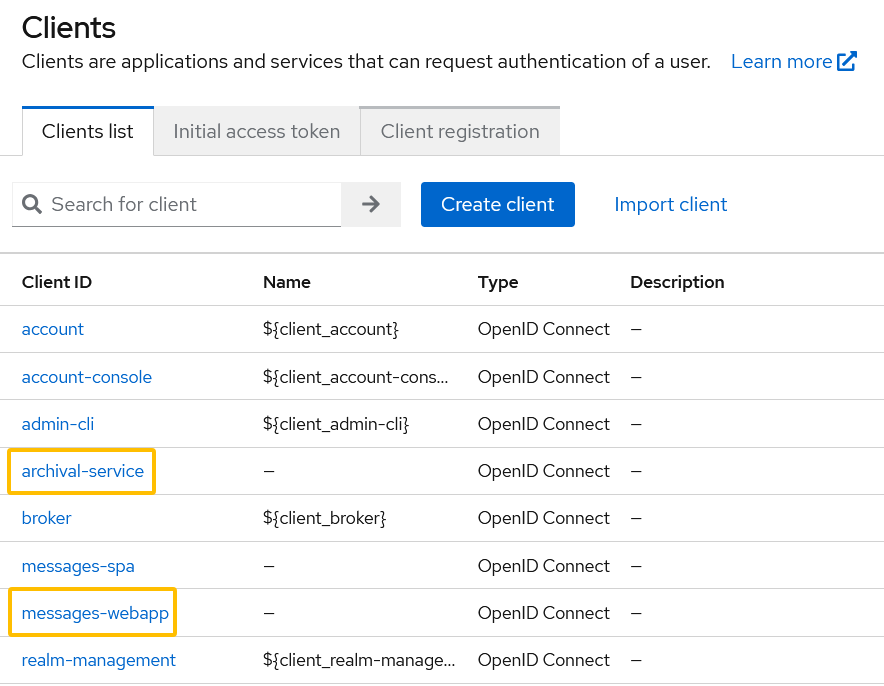 Clients
Clients are applications and services that can request authentication of a user. Learn more
Clients list Initial access token Client registration
Search for client Create client Import client
Client ID Name Type Description
account ${client_account} OpenID Connect –
account-console ${client_account-cons... OpenID Connect –
admin-cli ${client_admin-cli} OpenID Connect –
archival-service – OpenID Connect –
broker ${client_broker} OpenID Connect –
messages-spa – OpenID Connect –
messages-webapp – OpenID Connect –
realm-management ${client_realm-manage... OpenID Connect –